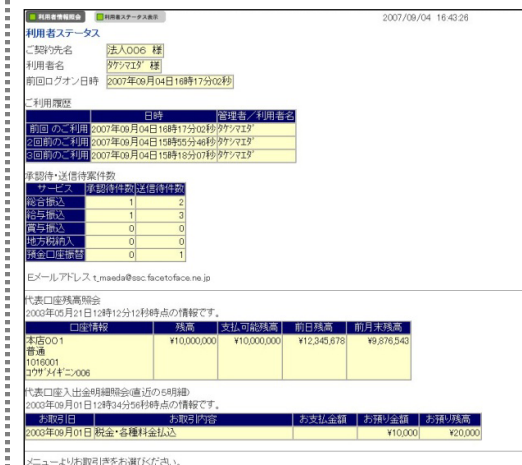 利用者情報照会 利用者ステータス表示 2007/09/04 16:43:26
利用者ステータス
ご契約先名 法人006 様
利用者名 タケシマエダ 様
前回ログオン日時 2007年09月04日16時17分02秒
ご利用履歴
日時 管理者/利用者名
前回 のご利用 2007年09月04日16時17分02秒 タケシマエダ
2回前のご利用 2007年09月04日15時55分46秒 タケシマエダ
3回前のご利用 2007年09月04日15時18分07秒 タケシマエダ
承認待・送信待案件数
サービス 承認待件数 送信待件数
総合振込 1 2
給与振込 1 3
賞与振込 0 0
地方税納入 0 0
預金口座振替 0 1
Eメールアドレス t_maeda@ssc.facetoface.ne.jp
代表口座残高照会
2003年05月21日12時12分12秒時点の情報です。
口座情報 残高 支払可能残高 前日残高 前月末残高
本店001 ¥10,000,000 ¥10,000,000 ¥12,345,678 ¥9,876,543
普通
1016001
コウザメイギニン006
代表口座入出金明細照会(直近の5明細)
2003年09月01日12時34分56秒時点の情報です。
お取引日 お取引内容 お支払金額 お預り金額 お預り残高
2003年09月01日 税金・各種料金払込 ¥10,000 ¥20,000
メニューよりお取引きをお選びください。